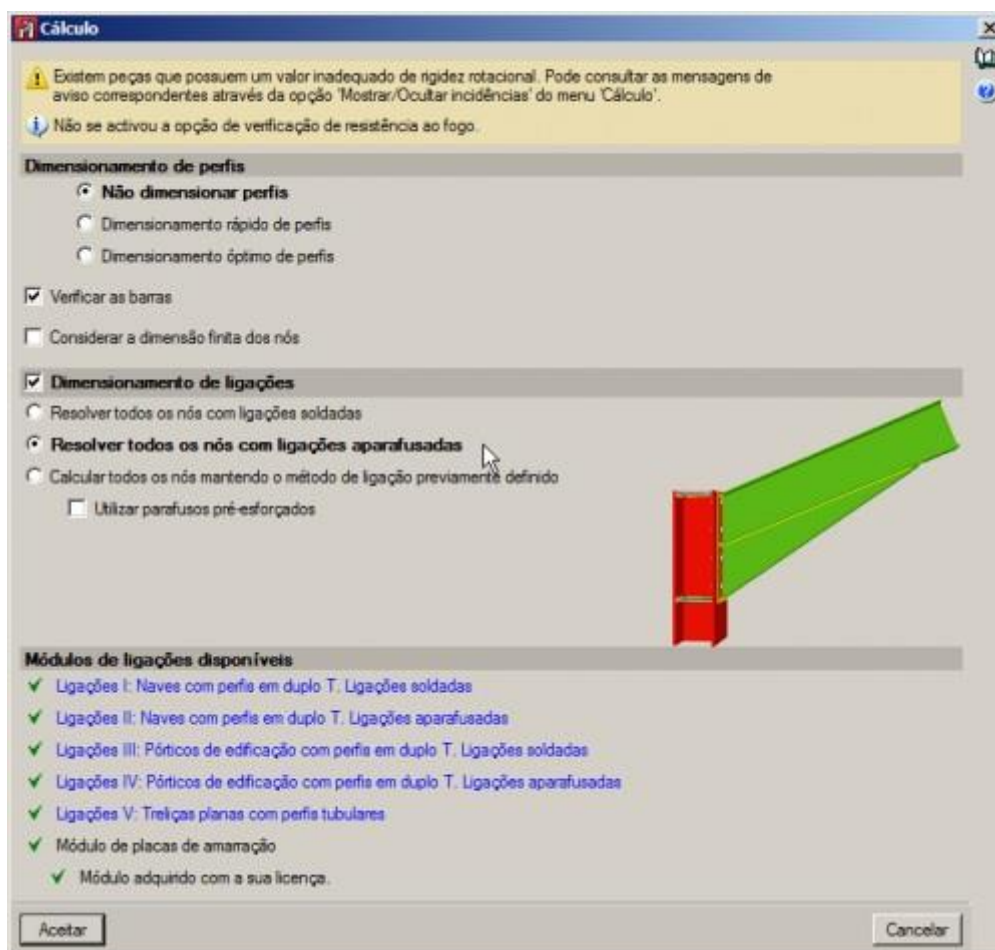 Cálculo
Existem peças que possuem um valor inadequado de rigidez rotacional. Pode consultar as mensagens de
aviso correspondentes através da opção 'Mostrar/Ocultar incidências' do menu 'Cálculo'.
Não se activou a opção de verificação de resistência ao fogo.
Dimensionamento de perfis
Não dimensionar perfis
Dimensionamento rápido de perfis
Dimensionamento óptimo de perfis
Verificar as barras
Considerar a dimensão finita dos nós
Dimensionamento de ligações
Resolver todos os nós com ligações soldadas
Resolver todos os nós com ligações aparafusadas
Calcular todos os nós mantendo o método de ligação previamente definido
Utilizar parafusos pré-esforçados
Módulos de ligações disponíveis
Ligações I: Naves com perfis em duplo T. Ligações soldadas
Ligações II: Naves com perfis em duplo T. Ligações aparafusadas
Ligações III: Pórticos de edificação com perfis em duplo T. Ligações soldadas
Ligações IV: Pórticos de edificação com perfis em duplo T. Ligações aparafusadas
Ligações V: Treliças planas com perfis tubulares
Módulo de placas de amarração
Módulo adquirido com a sua licença.
Aceitar
Cancelar